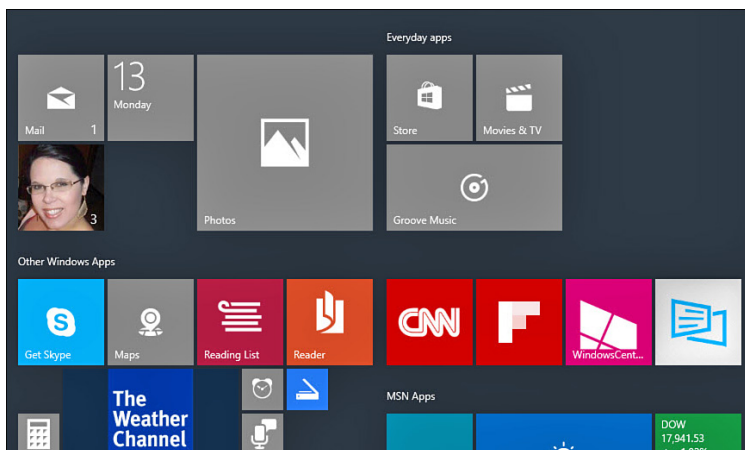 Everyday apps
Mail 1
13
Monday
Photos
Store
Movies & TV
3
Groove Music
Other Windows Apps
Get Skype
Maps
Reading List
Reader
CNN
WindowsCent...
The
Weather
Channel
MSN Apps
DOW
17,941.53